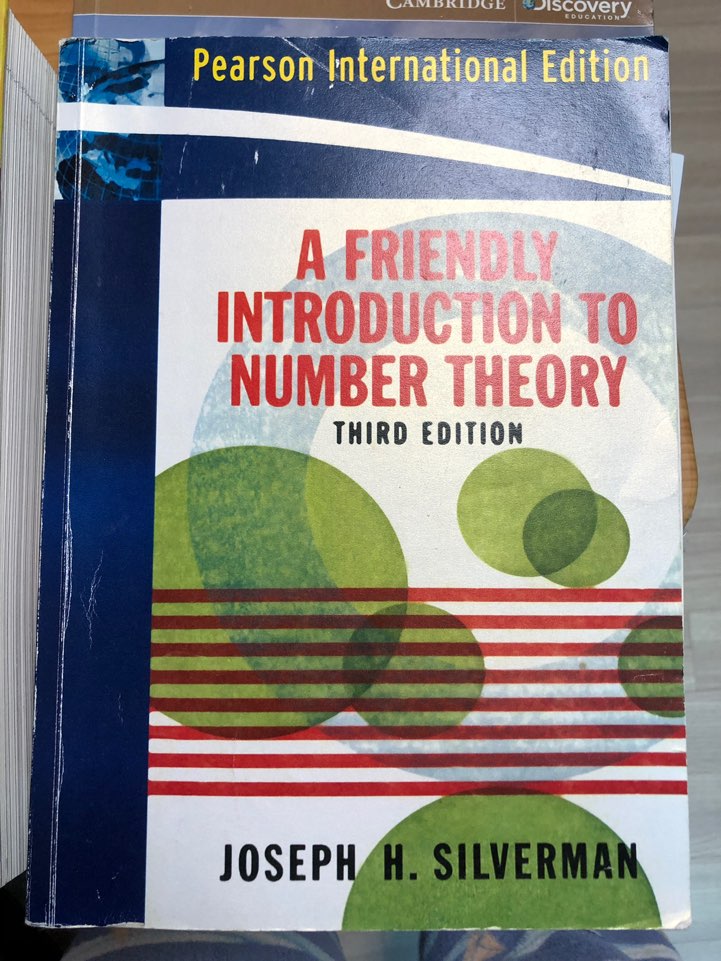 CAMBRIDGE
Discovery
EDUCATION
Pearson International Edition
A FRIENDLY
INTRODUCTION TO
NUMBER THEORY
THIRD EDITION
JOSEPH H. SILVERMAN